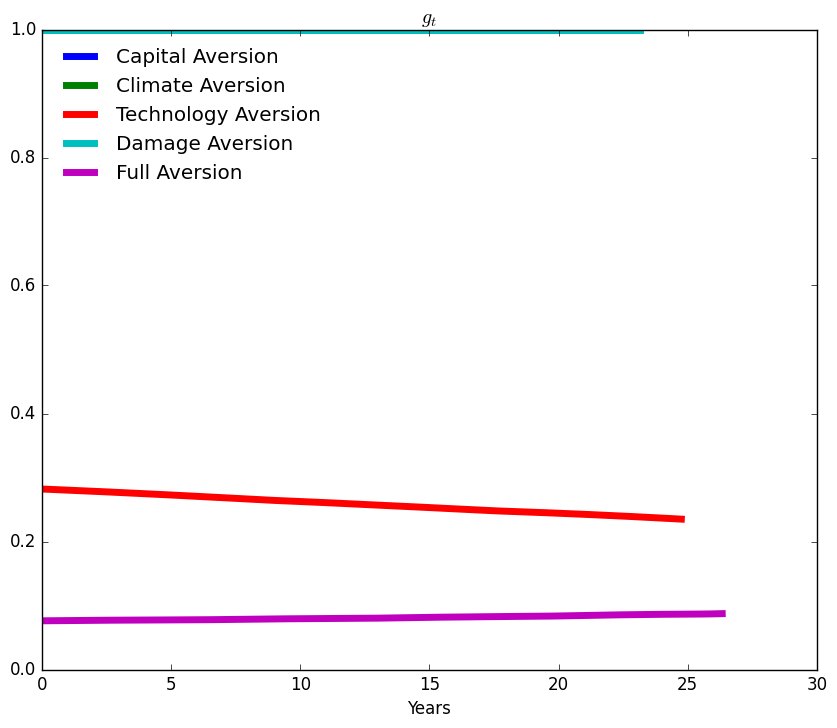 g_t
1.0
Capital Aversion
Climate Aversion
Technology Aversion
Damage Aversion
Full Aversion
0.8
0.6
0.4
0.2
0.0
0 5 10 15 20 25 30
Years